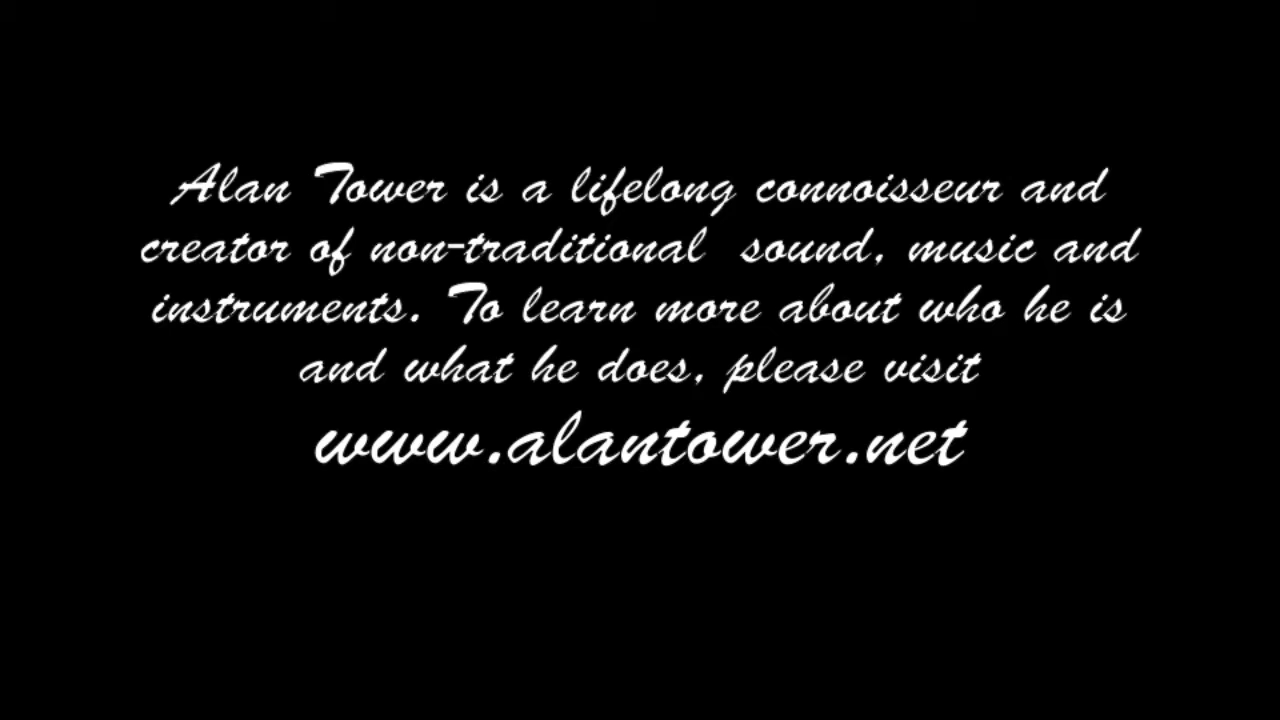 Alan Tower is a lifelong connoisseur and
creator of non-traditional  sound, music and
instruments. To learn more about who he is
and what he does, please visit
www.alantower.net